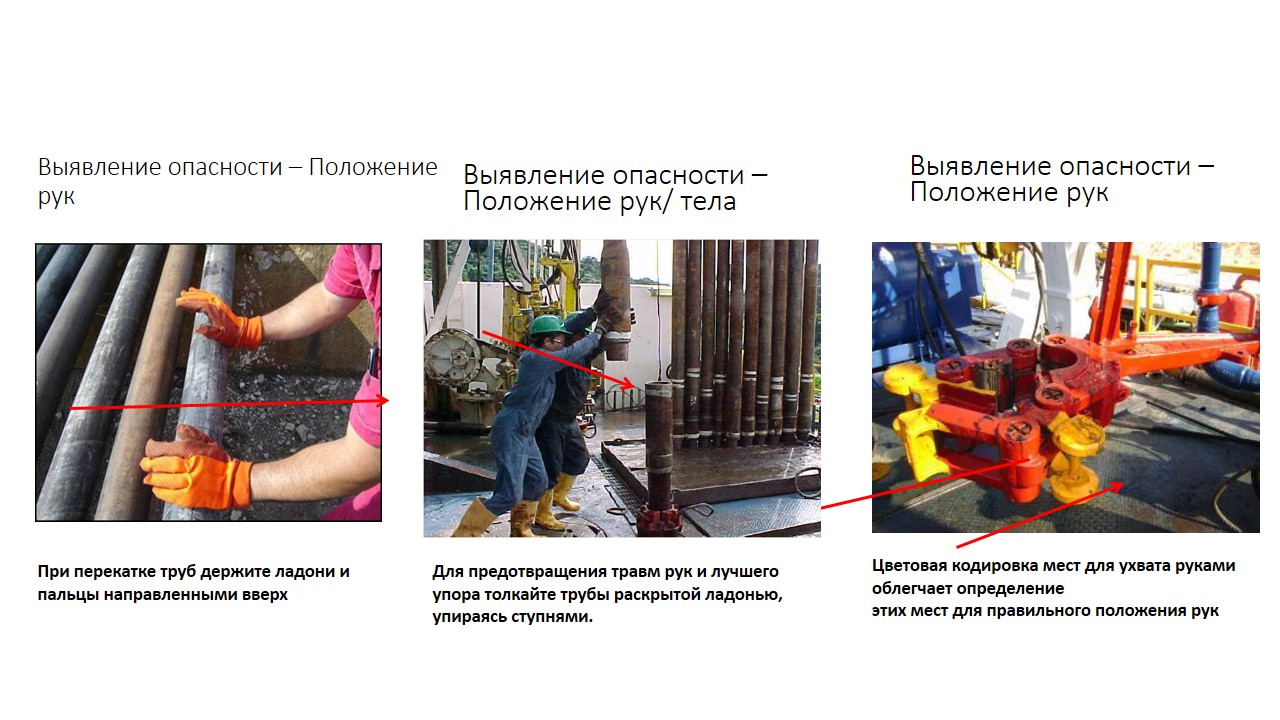 Выявление опасности – Положение
рук
Выявление опасности –
Положение рук/ тела
Выявление опасности –
Положение рук
При перекатке труб держите ладони и
пальцы направленными вверх
Для предотвращения травм рук и лучшего
упора толкайте трубы раскрытой ладонью,
упираясь ступнями.
Цветовая кодировка мест для ухвата руками
облегчает определение
этих мест для правильного положения рук